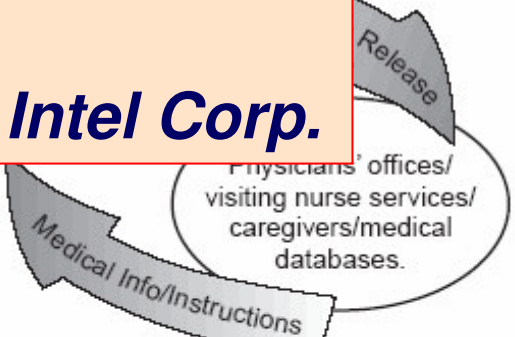 Release
Intel Corp.
Physicians' offices/
visiting nurse services/
caregivers/medical
databases.
Medical Info/Instructions